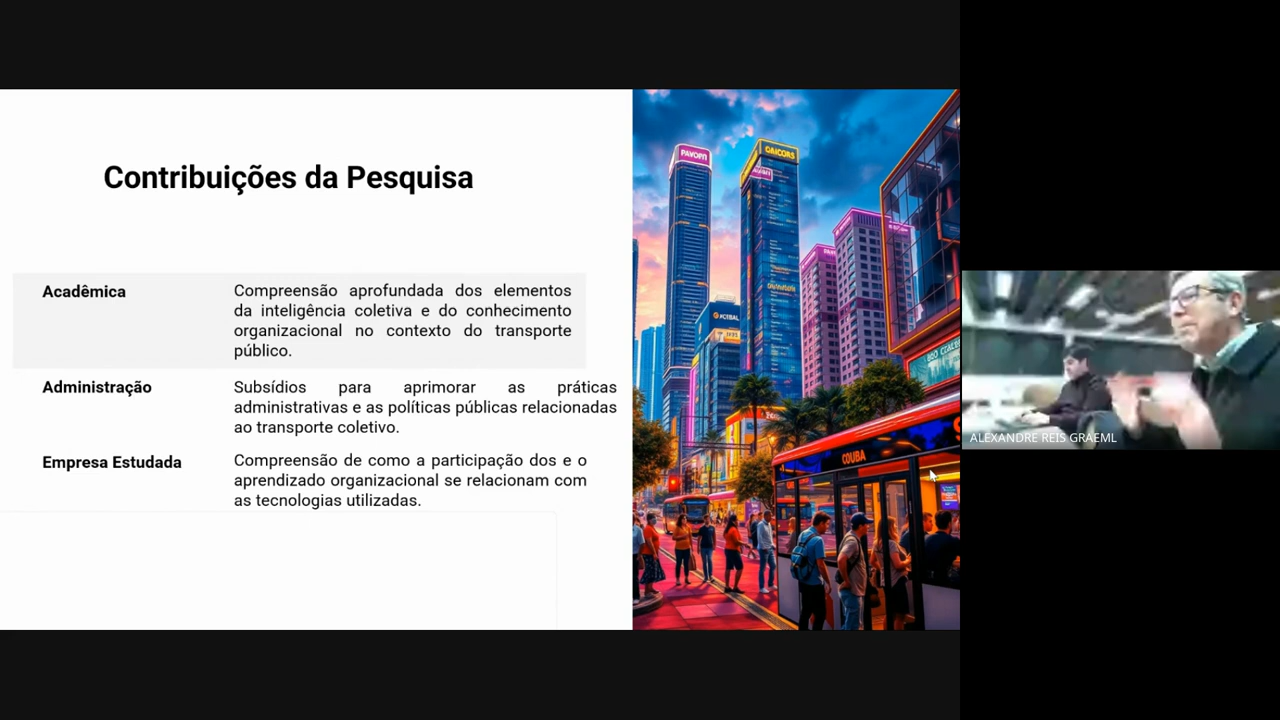 Contribuições da Pesquisa
Acadêmica
Compreensão aprofundada dos elementos
da inteligência coletiva e do conhecimento
organizacional no contexto do transporte
público.
Administração
Subsídios para aprimorar as práticas
administrativas e as políticas públicas relacionadas
ao transporte coletivo.
Empresa Estudada
Compreensão de como a participação dos e o
aprendizado organizacional se relacionam com
as tecnologias utilizadas.
COUBA
ALEXANDRE REIS GRAEML